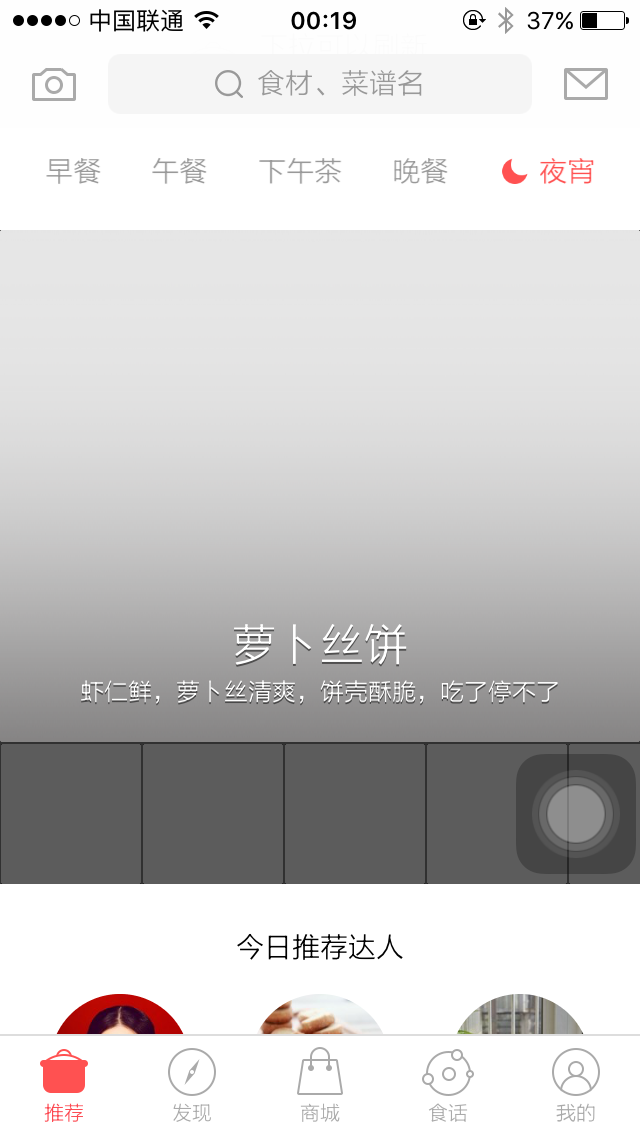 中国联通 00:19 37%
食材、菜谱名
早餐 午餐 下午茶 晚餐 夜宵
萝卜丝饼
虾仁鲜，萝卜丝清爽，饼壳酥脆，吃了停不了
今日推荐达人
推荐 发现 商城 食话 我的